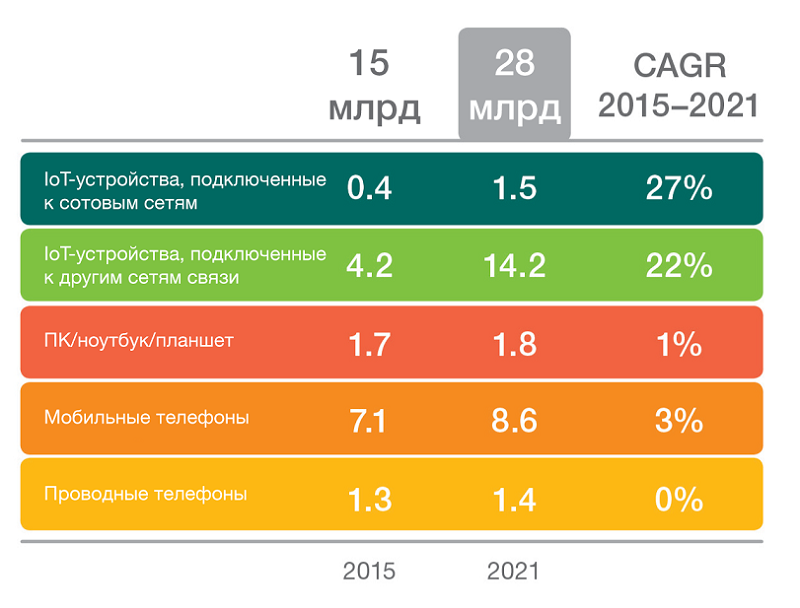 15 млрд
28 млрд
CAGR 2015–2021
IoT-устройства, подключенные
к сотовым сетям
0.4
1.5
27%
IoT-устройства, подключенные
к другим сетям связи
4.2
14.2
22%
ПК/ноутбук/планшет
1.7
1.8
1%
Мобильные телефоны
7.1
8.6
3%
Проводные телефоны
1.3
1.4
0%
2015
2021